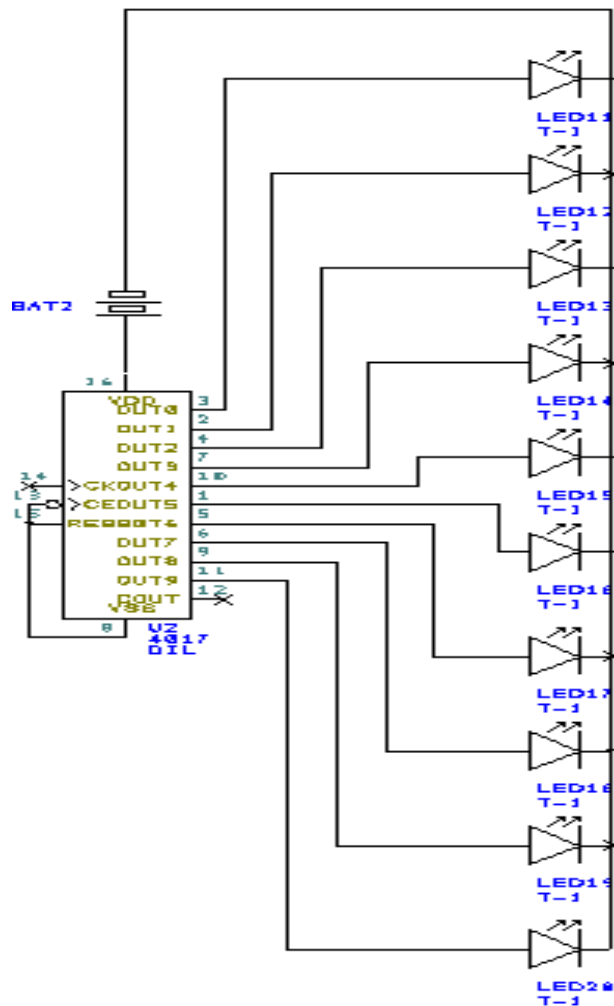 LED11
T-1
LED12
T-1
BAT2
LED13
T-1
16
VDD
OUT0
3
OUT1
2
LED14
T-1
OUT2
4
OUT3
7
14
CK
OUT4
10
LED15
T-1
13
CE
OUT5
1
15
RES
OUT6
5
OUT7
6
OUT8
9
LED16
T-1
OUT9
11
COUT
12
VSS
8
U2
4017
DIL
LED17
T-1
LED18
T-1
LED19
T-1
LED20
T-1